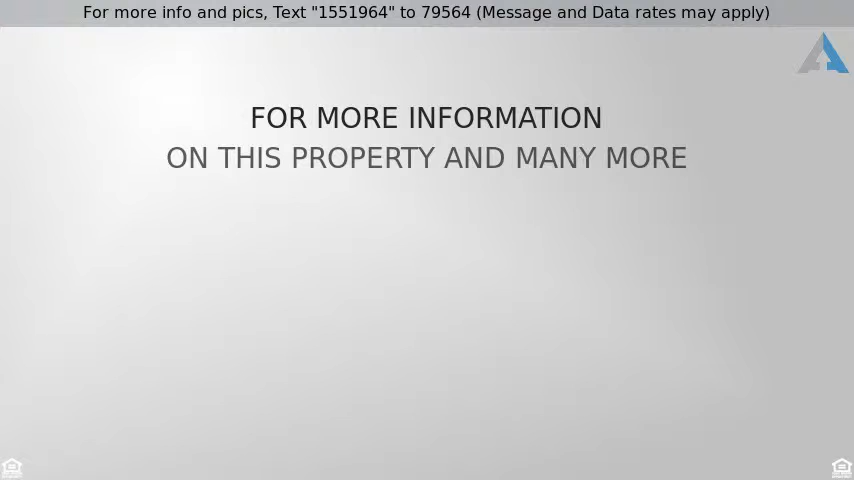 For more info and pics, Text "1551964" to 79564 (Message and Data rates may apply)
FOR MORE INFORMATION
ON THIS PROPERTY AND MANY MORE